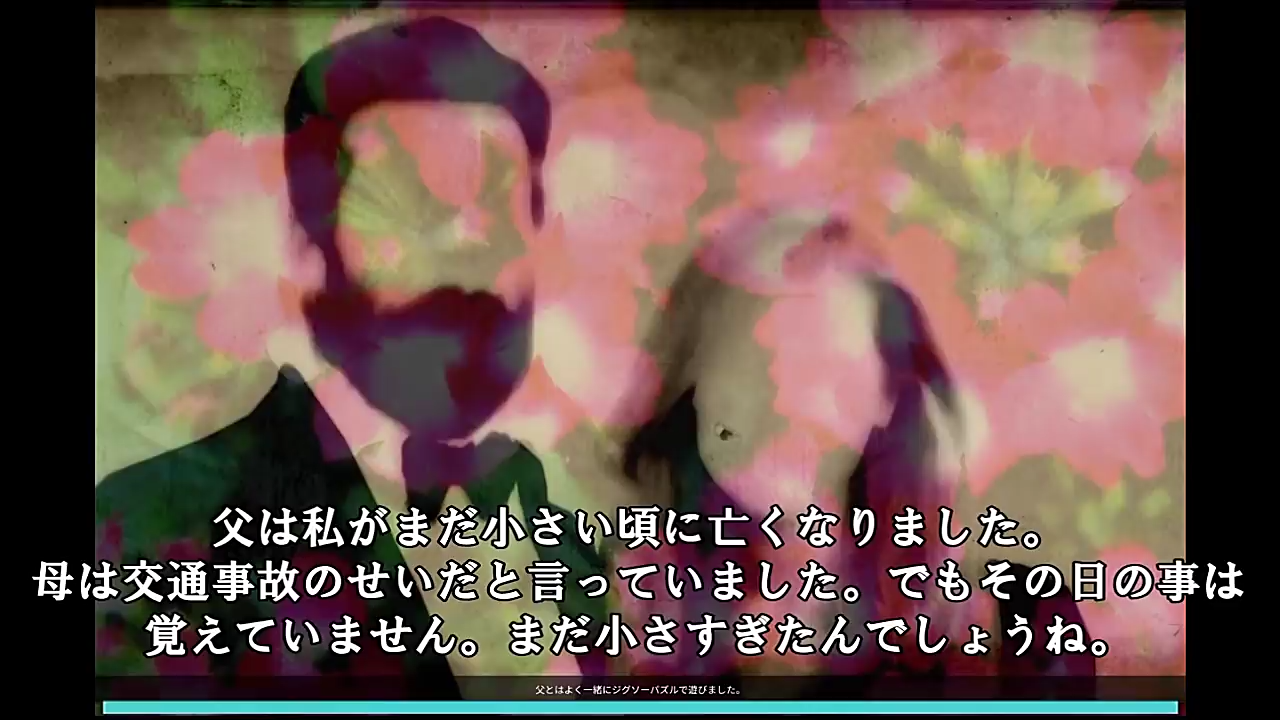 父は私がまだ小さい頃に亡くなりました。
母は交通事故のせいだと言っていました。でもその日の事は
覚えていません。まだ小さすぎたんでしょうね。
父とはよく一緒にジグソーパズルで遊びました。